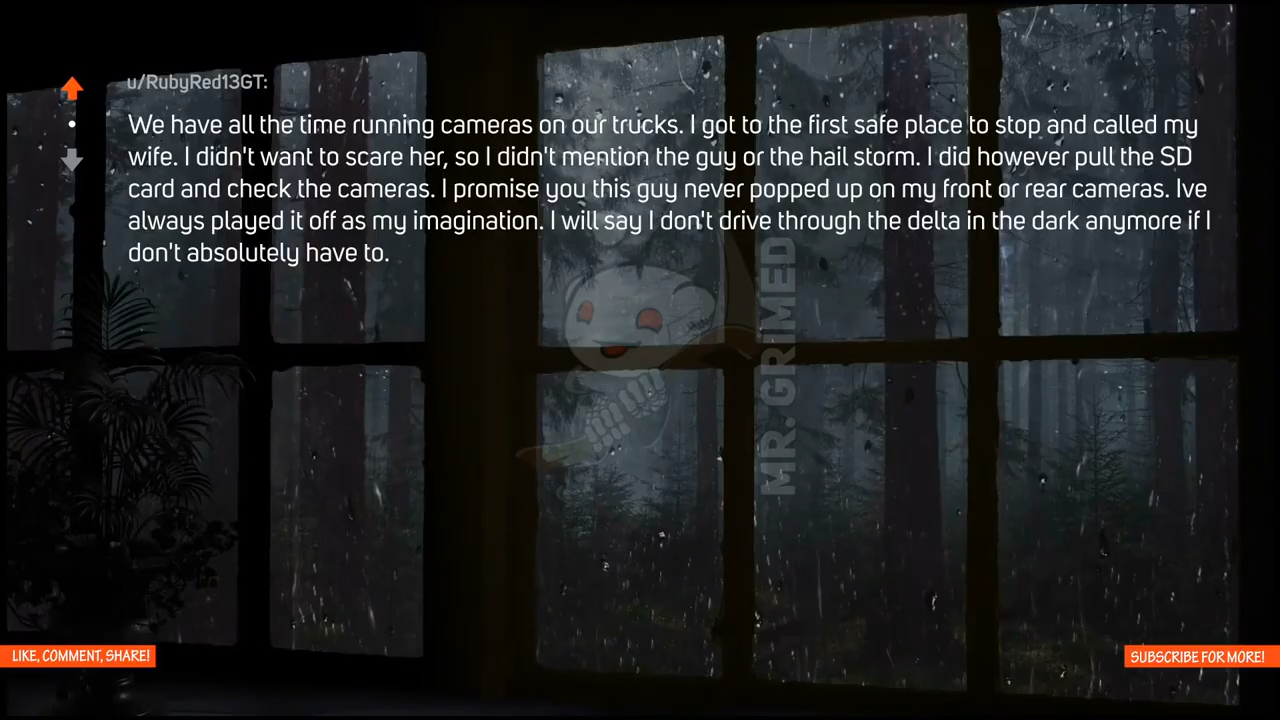 u/RubyRed13GT:
We have all the time running cameras on our trucks. I got to the first safe place to stop and called my
wife. I didn't want to scare her, so I didn't mention the guy or the hail storm. I did however pull the SD
card and check the cameras. I promise you this guy never popped up on my front or rear cameras. Ive
always played it off as my imagination. I will say I don't drive through the delta in the dark anymore if I
don't absolutely have to.
MR. GRIMED
LIKE, COMMENT, SHARE!
SUBSCRIBE FOR MORE!